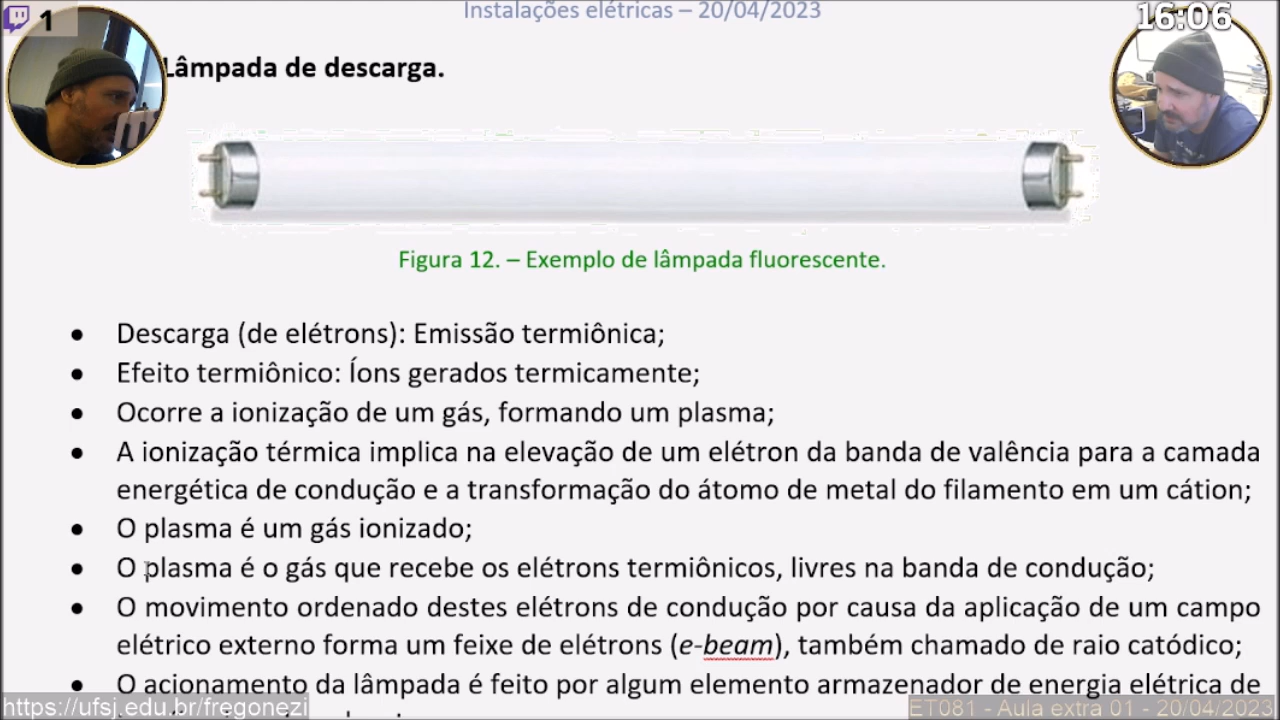 Instalações elétricas – 20/04/2023
1
16:06
Lâmpada de descarga.
Figura 12. – Exemplo de lâmpada fluorescente.
• Descarga (de elétrons): Emissão termiônica;
• Efeito termiônico: Íons gerados termicamente;
• Ocorre a ionização de um gás, formando um plasma;
• A ionização térmica implica na elevação de um elétron da banda de valência para a camada
energética de condução e a transformação do átomo de metal do filamento em um cátion;
• O plasma é um gás ionizado;
• O plasma é o gás que recebe os elétrons termiônicos, livres na banda de condução;
• O movimento ordenado destes elétrons de condução por causa da aplicação de um campo
elétrico externo forma um feixe de elétrons (e-beam), também chamado de raio catódico;
• O acionamento da lâmpada é feito por algum elemento armazenador de energia elétrica de
https://ufsj.edu.br/fregonezi
ET081 - Aula extra 01 - 20/04/2023